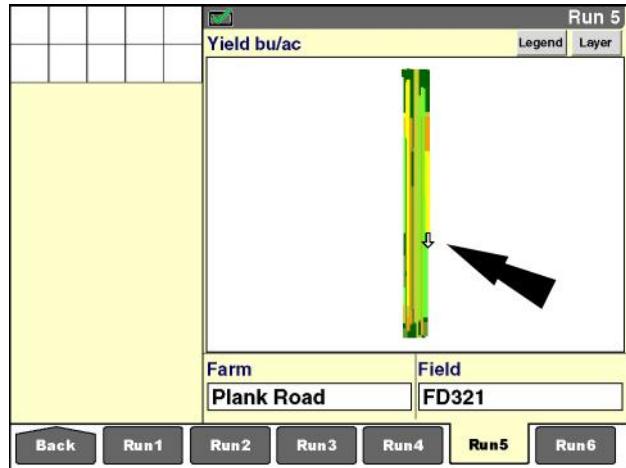 Run 5
Yield bu/ac
Legend
Layer
Farm
Field
Plank Road
FD321
Back
Run1
Run2
Run3
Run4
Run5
Run6